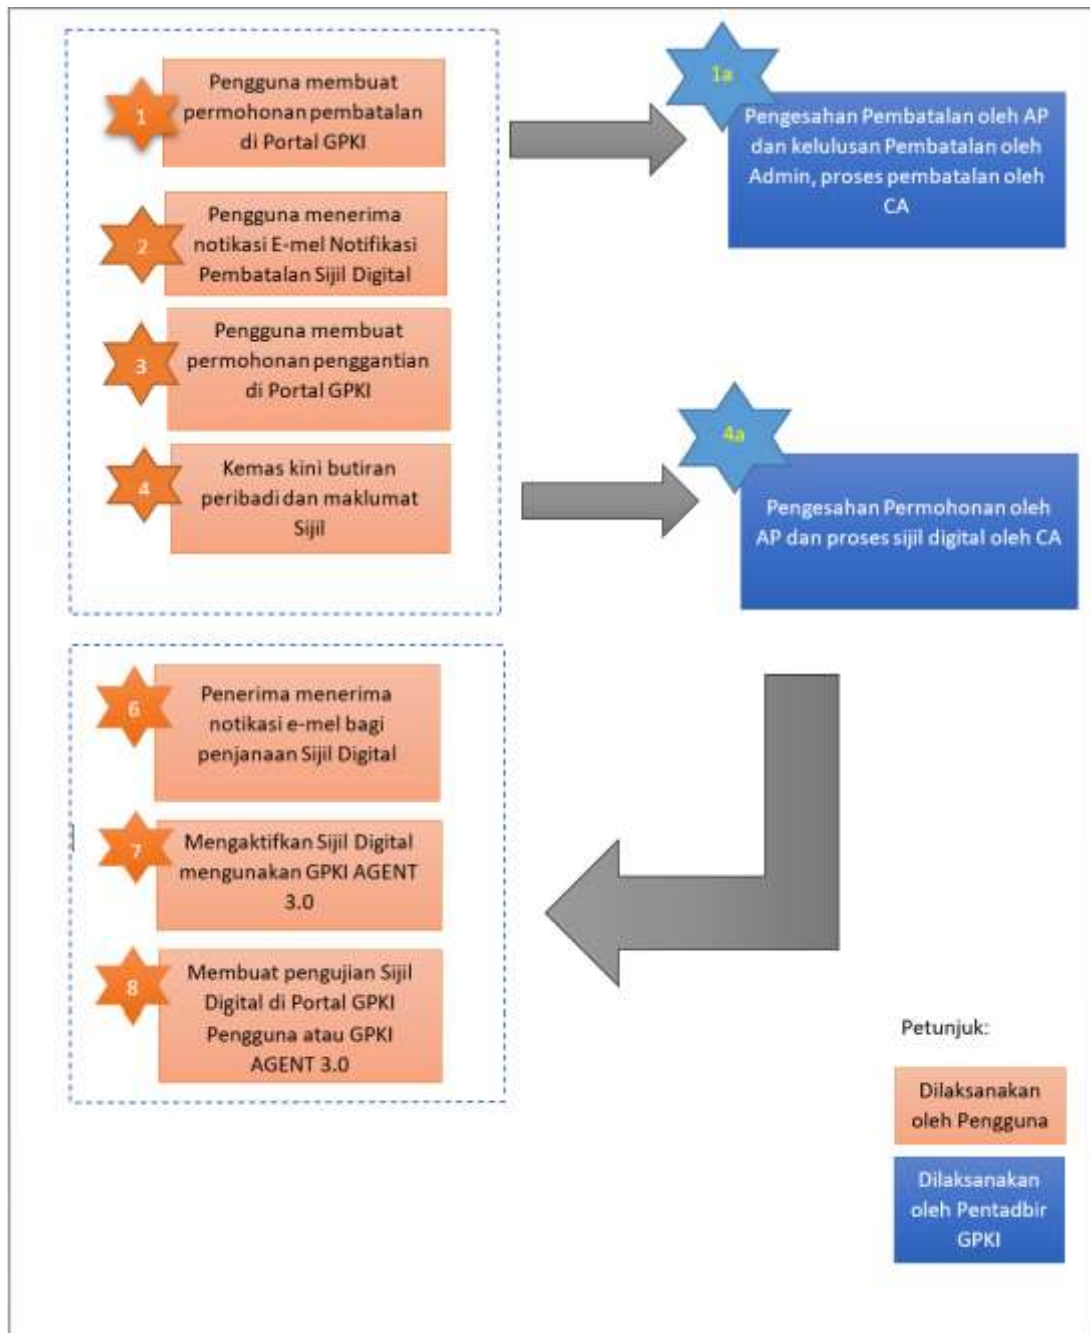 1
Pengguna membuat
permohonan pembatalan
di Portal GPKI
1a
Pengesahan Pembatalan oleh AP
dan kelulusan Pembatalan oleh
Admin, proses pembatalan oleh
CA
2
Pengguna menerima
notikasi E-mel Notifikasi
Pembatalan Sijil Digital
3
Pengguna membuat
permohonan penggantian
di Portal GPKI
4
Kemas kini butiran
peribadi dan maklumat
Sijil
4a
Pengesahan Permohonan oleh
AP dan proses sijil digital oleh CA
6
Penerima menerima
notikasi e-mel bagi
penjanaan Sijil Digital
7
Mengaktifkan Sijil Digital
mengunakan GPKI AGENT
3.0
8
Membuat pengujian Sijil
Digital di Portal GPKI
Pengguna atau GPKI
AGENT 3.0
Petunjuk:
Dilaksanakan
oleh Pengguna
Dilaksanakan
oleh Pentadbir
GPKI